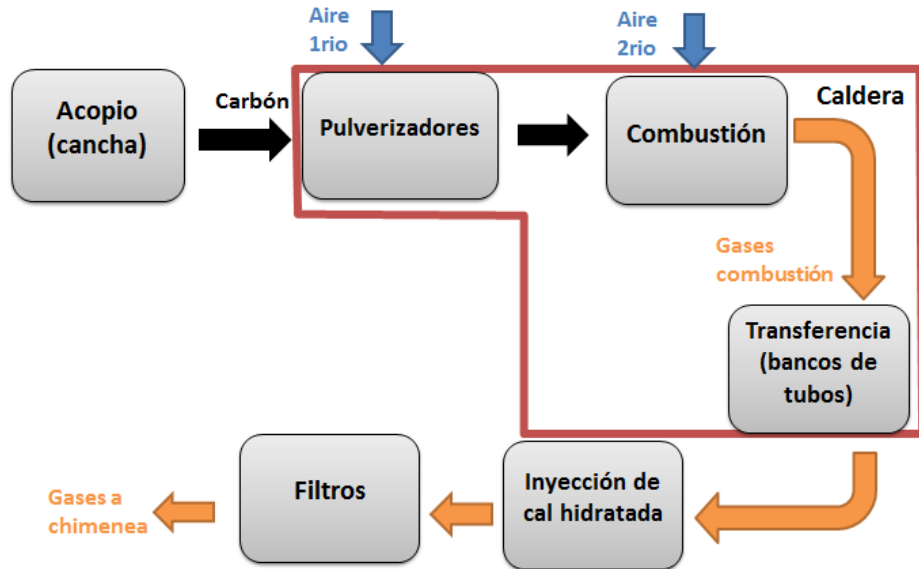 Aire
1rio
Aire
2rio
Acopio
(cancha)
Carbón
Pulverizadores
Combustión
Caldera
Gases
combustión
Transferencia
(bancos de
tubos)
Inyección de
cal hidratada
Filtros
Gases a
chimenea